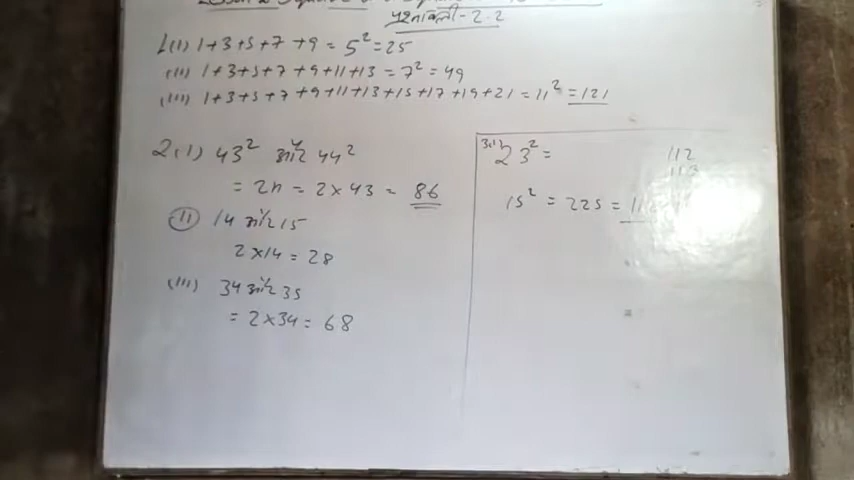 प्रश्नावली-2.2
1(i) 1+3+5+7+9=5²=25
(ii) 1+3+5+7+9+11+13=7²=49
(iii) 1+3+5+7+9+11+13+15+17+19+21=11²=121
2(i) 43² और 44²
=2n=2×43=86
(ii) 14 और 15
2×14=28
(iii) 34 और 35
=2×34=68
3(i) 23²=
112
113
15²=225=